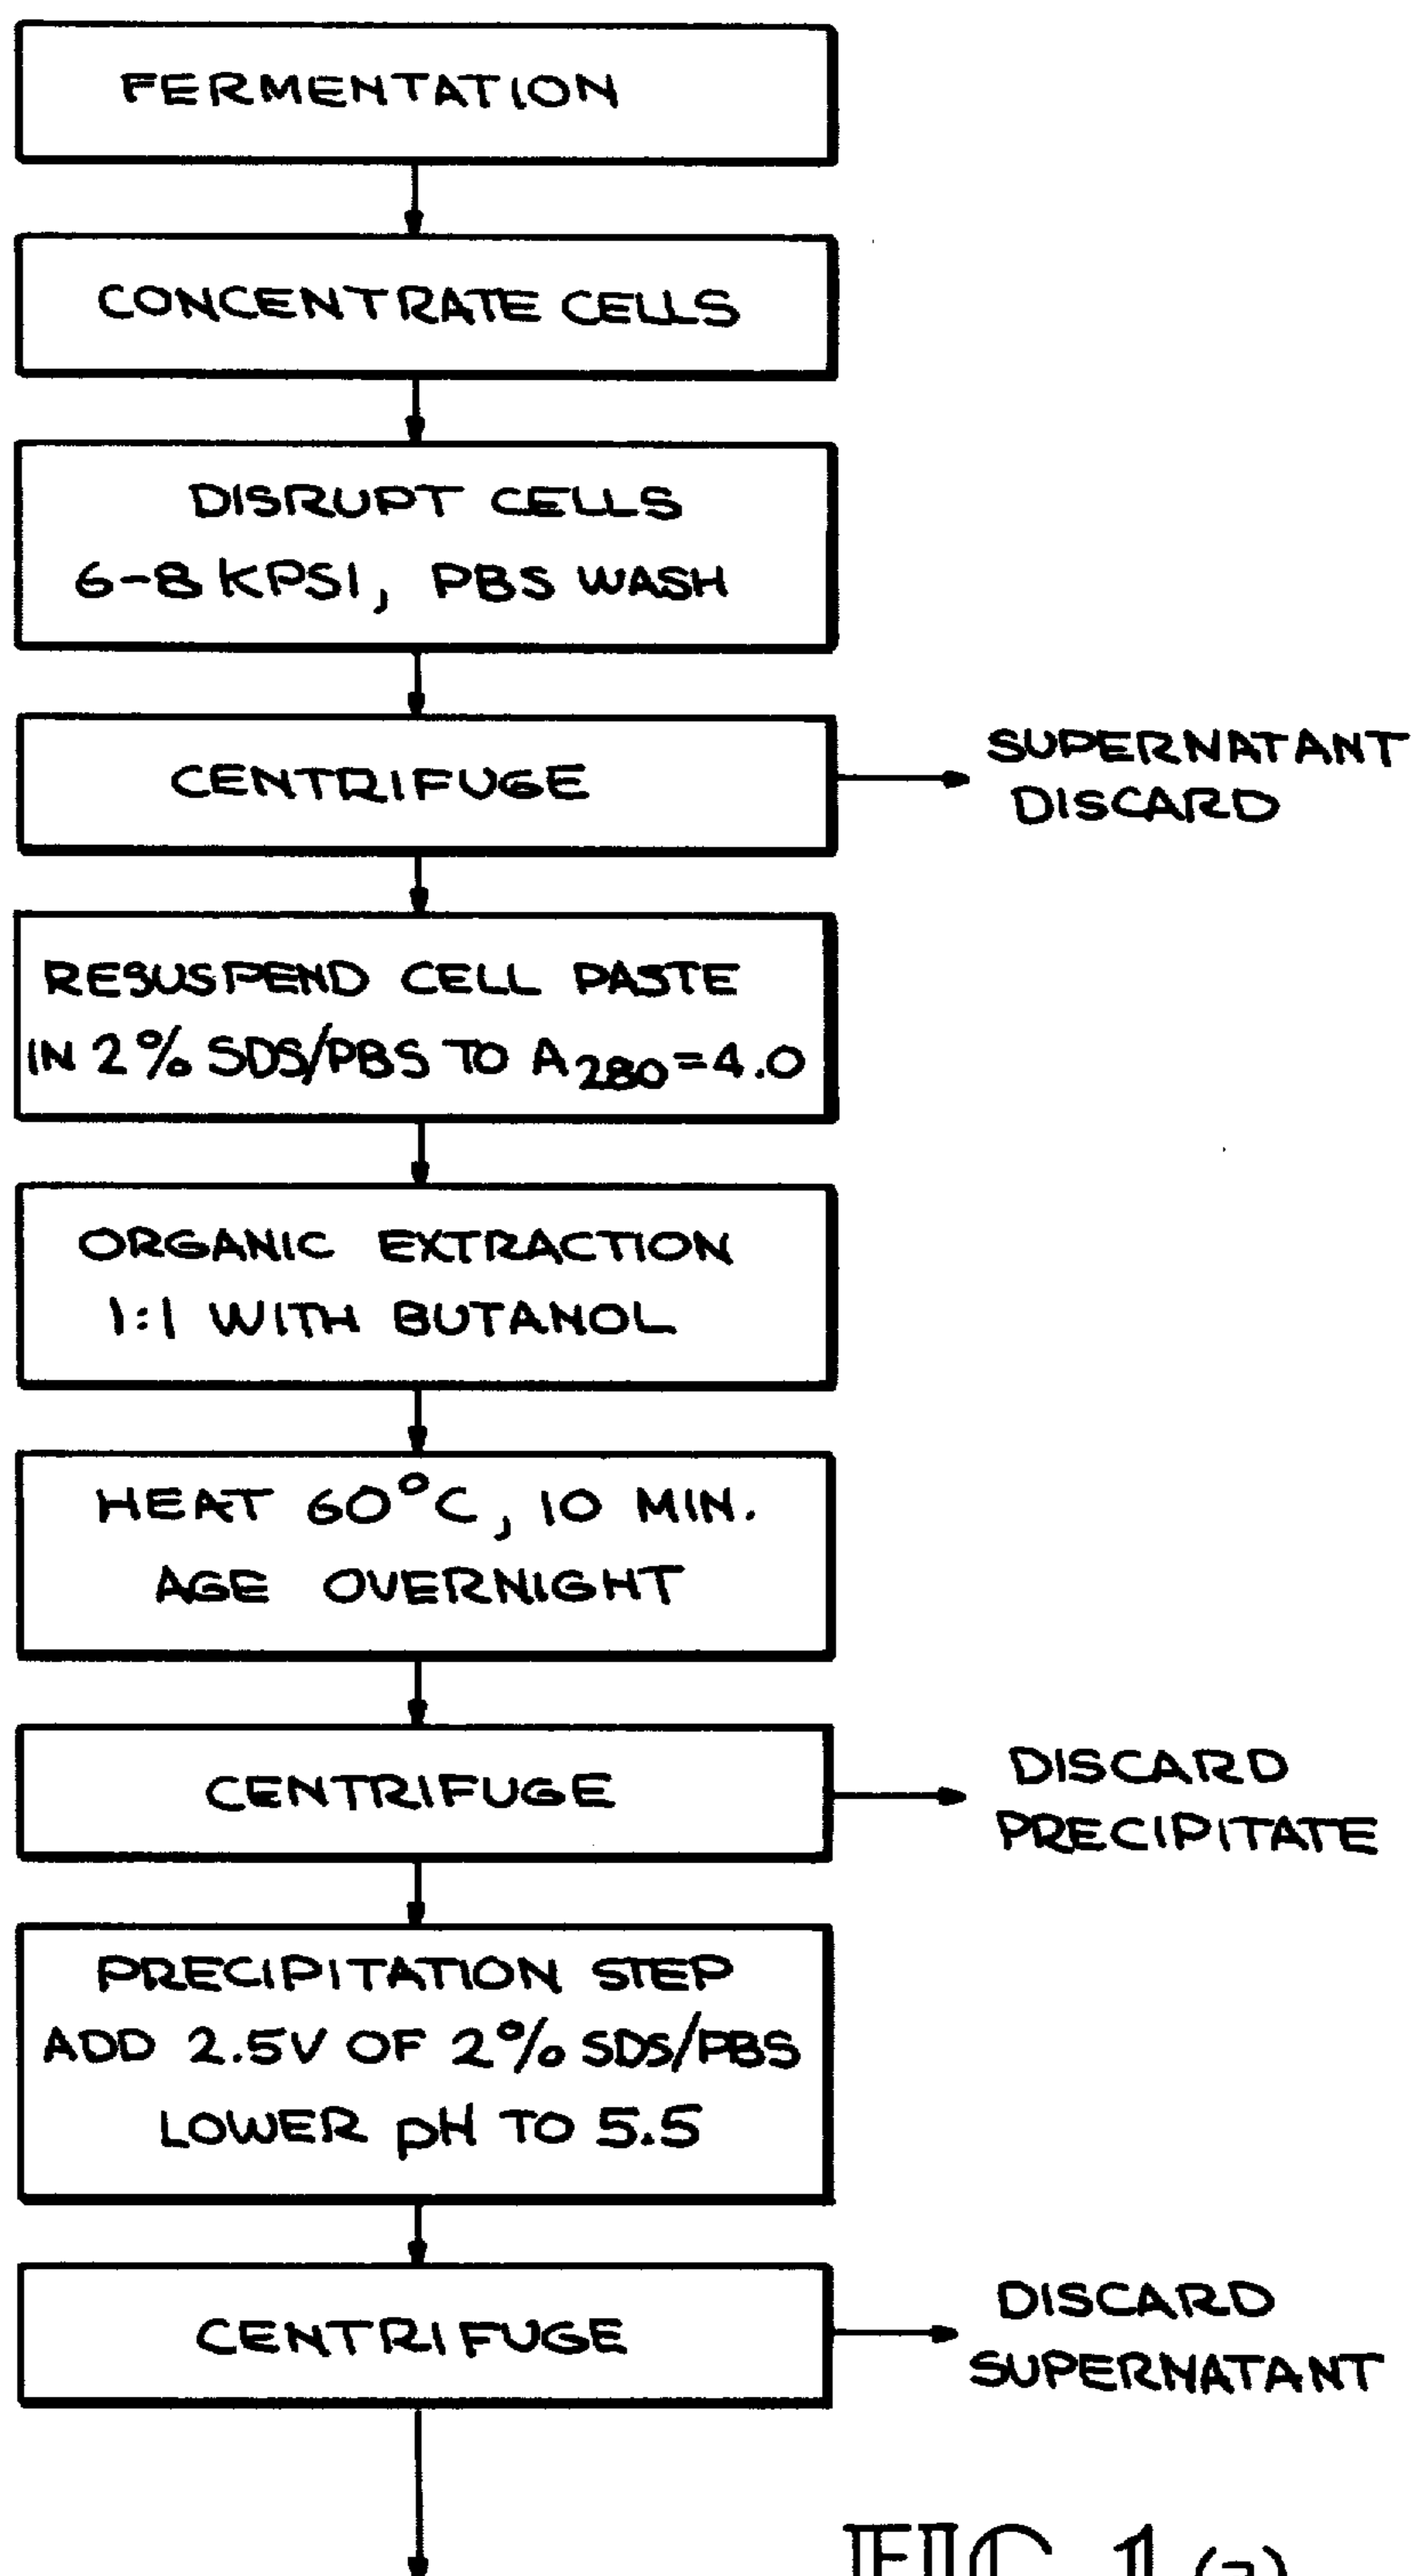 FERMENTATION
CONCENTRATE CELLS
DISRUPT CELLS
6-8 KPSI, PBS WASH
CENTRIFUGE
SUPERNATANT
DISCARD
RESUSPEND CELL PASTE
IN 2% SDS/PBS TO A280=4.0
ORGANIC EXTRACTION
1:1 WITH BUTANOL
HEAT 60°C, 10 MIN.
AGE OVERNIGHT
CENTRIFUGE
DISCARD
PRECIPITATE
PRECIPITATION STEP
ADD 2.5V OF 2% SDS/PBS
LOWER pH TO 5.5
CENTRIFUGE
DISCARD
SUPERNATANT
FIG. 1